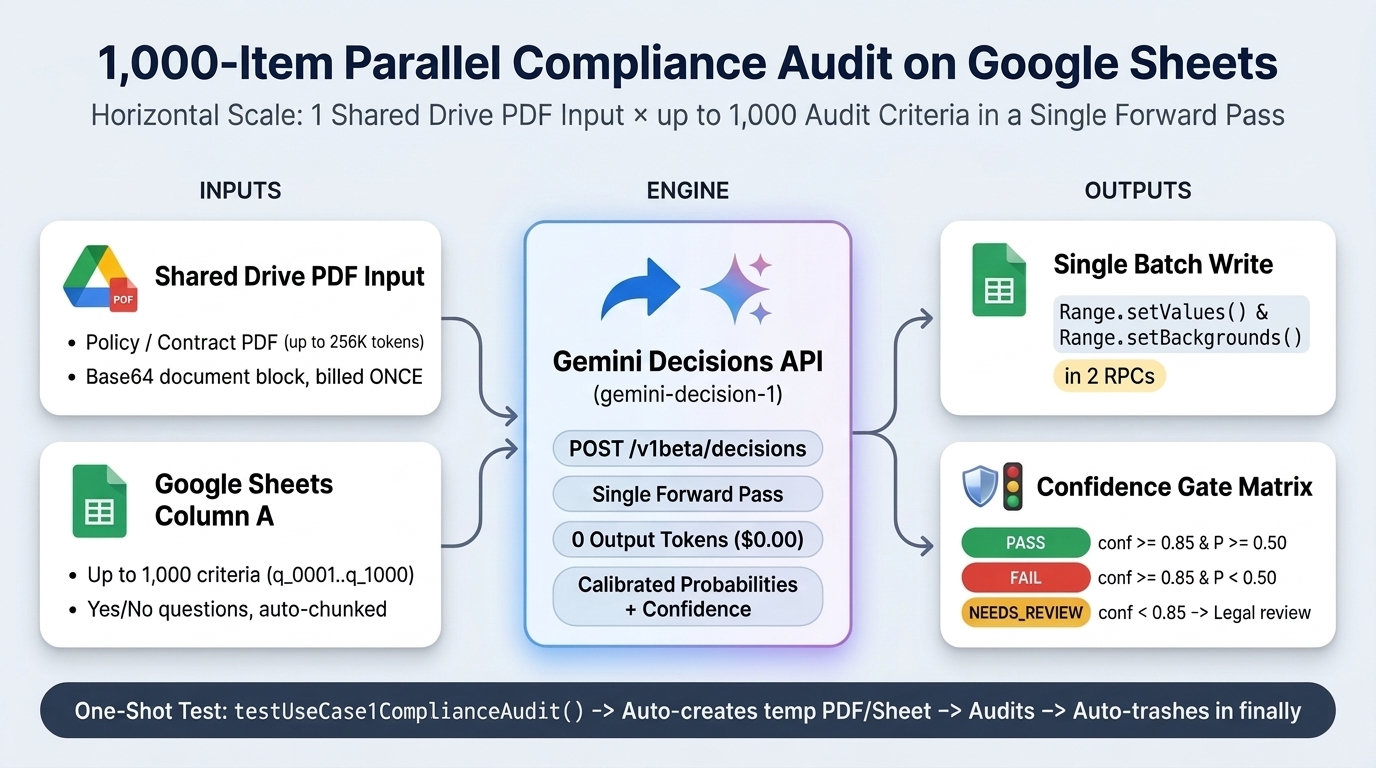 1,000-Item Parallel Compliance Audit on Google Sheets
Horizontal Scale: 1 Shared Drive PDF Input × up to 1,000 Audit Criteria in a Single Forward Pass
INPUTS
PDF
Shared Drive PDF Input
• Policy / Contract PDF (up to 256K tokens)
• Base64 document block, billed ONCE
Google Sheets
Column A
• Up to 1,000 criteria (q_0001..q_1000)
• Yes/No questions, auto-chunked
ENGINE
Gemini Decisions API
(gemini-decision-1)
POST /v1beta/decisions
Single Forward Pass
0 Output Tokens ($0.00)
Calibrated Probabilities
+ Confidence
OUTPUTS
Single Batch Write
Range.setValues() &
Range.setBackgrounds()
in 2 RPCs
Confidence Gate Matrix
PASS conf >= 0.85 & P >= 0.50
FAIL conf >= 0.85 & P < 0.50
NEEDS_REVIEW conf < 0.85 -> Legal review
One-Shot Test: testUseCase1ComplianceAudit() -> Auto-creates temp PDF/Sheet -> Audits -> Auto-trashes in finally